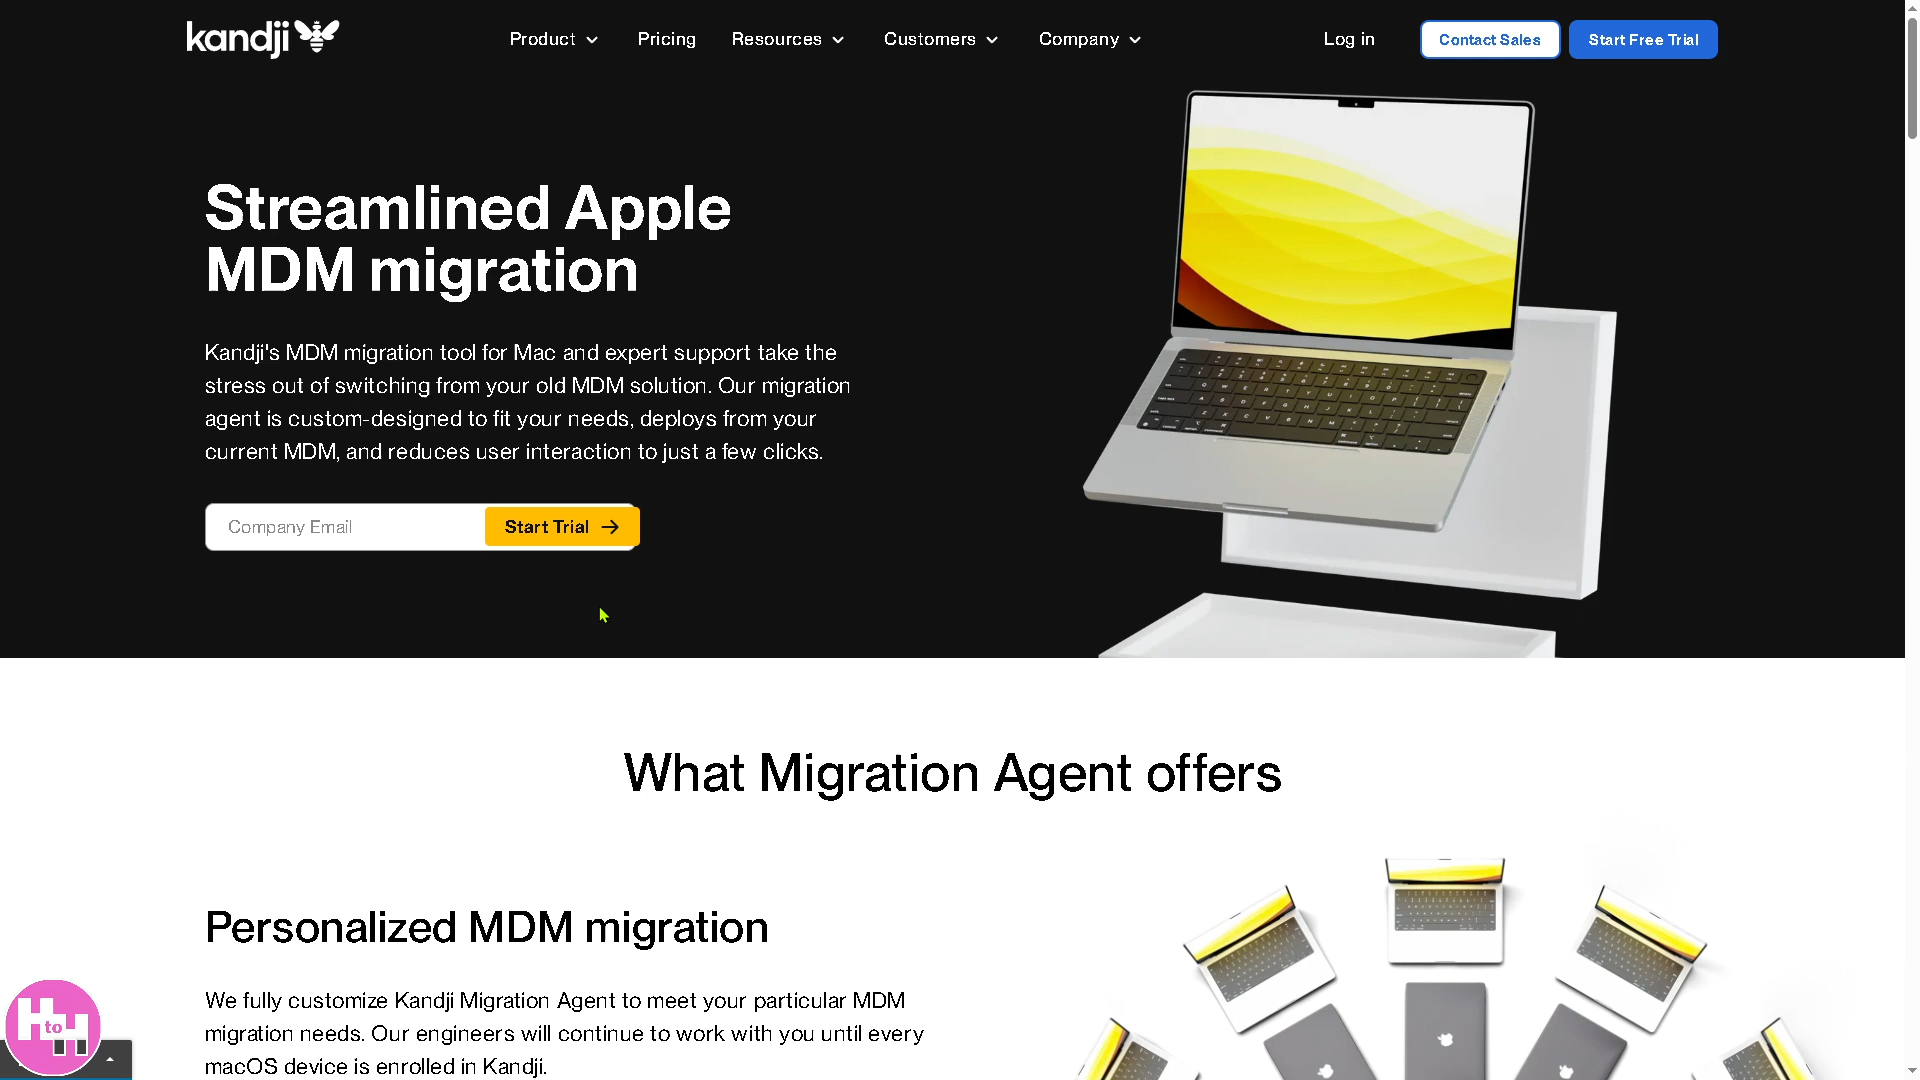 kandji
Product
Pricing
Resources
Customers
Company
Log in
Contact Sales
Start Free Trial
Streamlined Apple
MDM migration
Kandji's MDM migration tool for Mac and expert support take the
stress out of switching from your old MDM solution. Our migration
agent is custom-designed to fit your needs, deploys from your
current MDM, and reduces user interaction to just a few clicks.
Company Email
Start Trial
What Migration Agent offers
Personalized MDM migration
We fully customize Kandji Migration Agent to meet your particular MDM
migration needs. Our engineers will continue to work with you until every
macOS device is enrolled in Kandji.
H to H